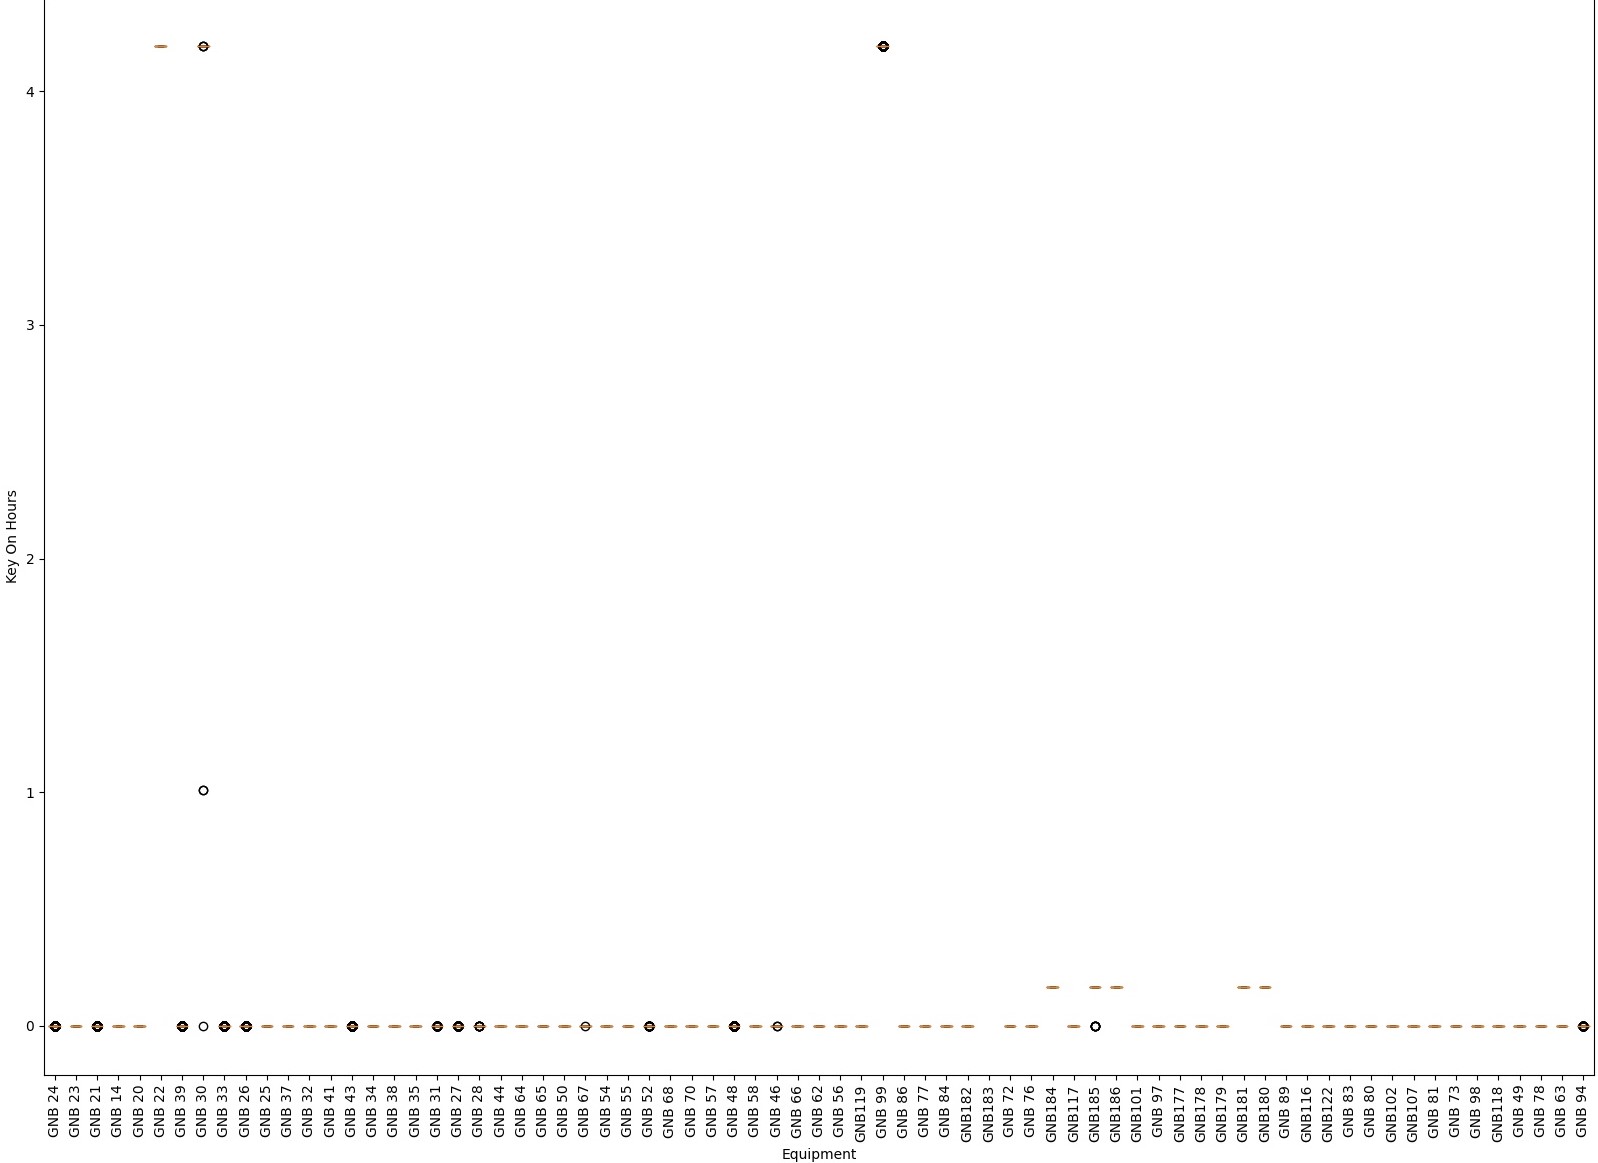 4
3
2
1
0
Key On Hours
GNB 24
GNB 23
GNB 21
GNB 14
GNB 20
GNB 22
GNB 39
GNB 30
GNB 33
GNB 26
GNB 25
GNB 37
GNB 32
GNB 41
GNB 43
GNB 34
GNB 38
GNB 35
GNB 31
GNB 27
GNB 28
GNB 44
GNB 64
GNB 65
GNB 50
GNB 67
GNB 54
GNB 55
GNB 52
GNB 68
GNB 70
GNB 57
GNB 48
GNB 58
GNB 46
GNB 66
GNB 62
GNB 56
GNB119
GNB 99
GNB 86
GNB 77
GNB 84
GNB182
GNB183
GNB 72
GNB 76
GNB184
GNB117
GNB185
GNB186
GNB101
GNB 97
GNB177
GNB178
GNB179
GNB181
GNB180
GNB 89
GNB116
GNB122
GNB 83
GNB 80
GNB102
GNB107
GNB 81
GNB 73
GNB 98
GNB118
GNB 49
GNB 78
GNB 63
GNB 94
Equipment